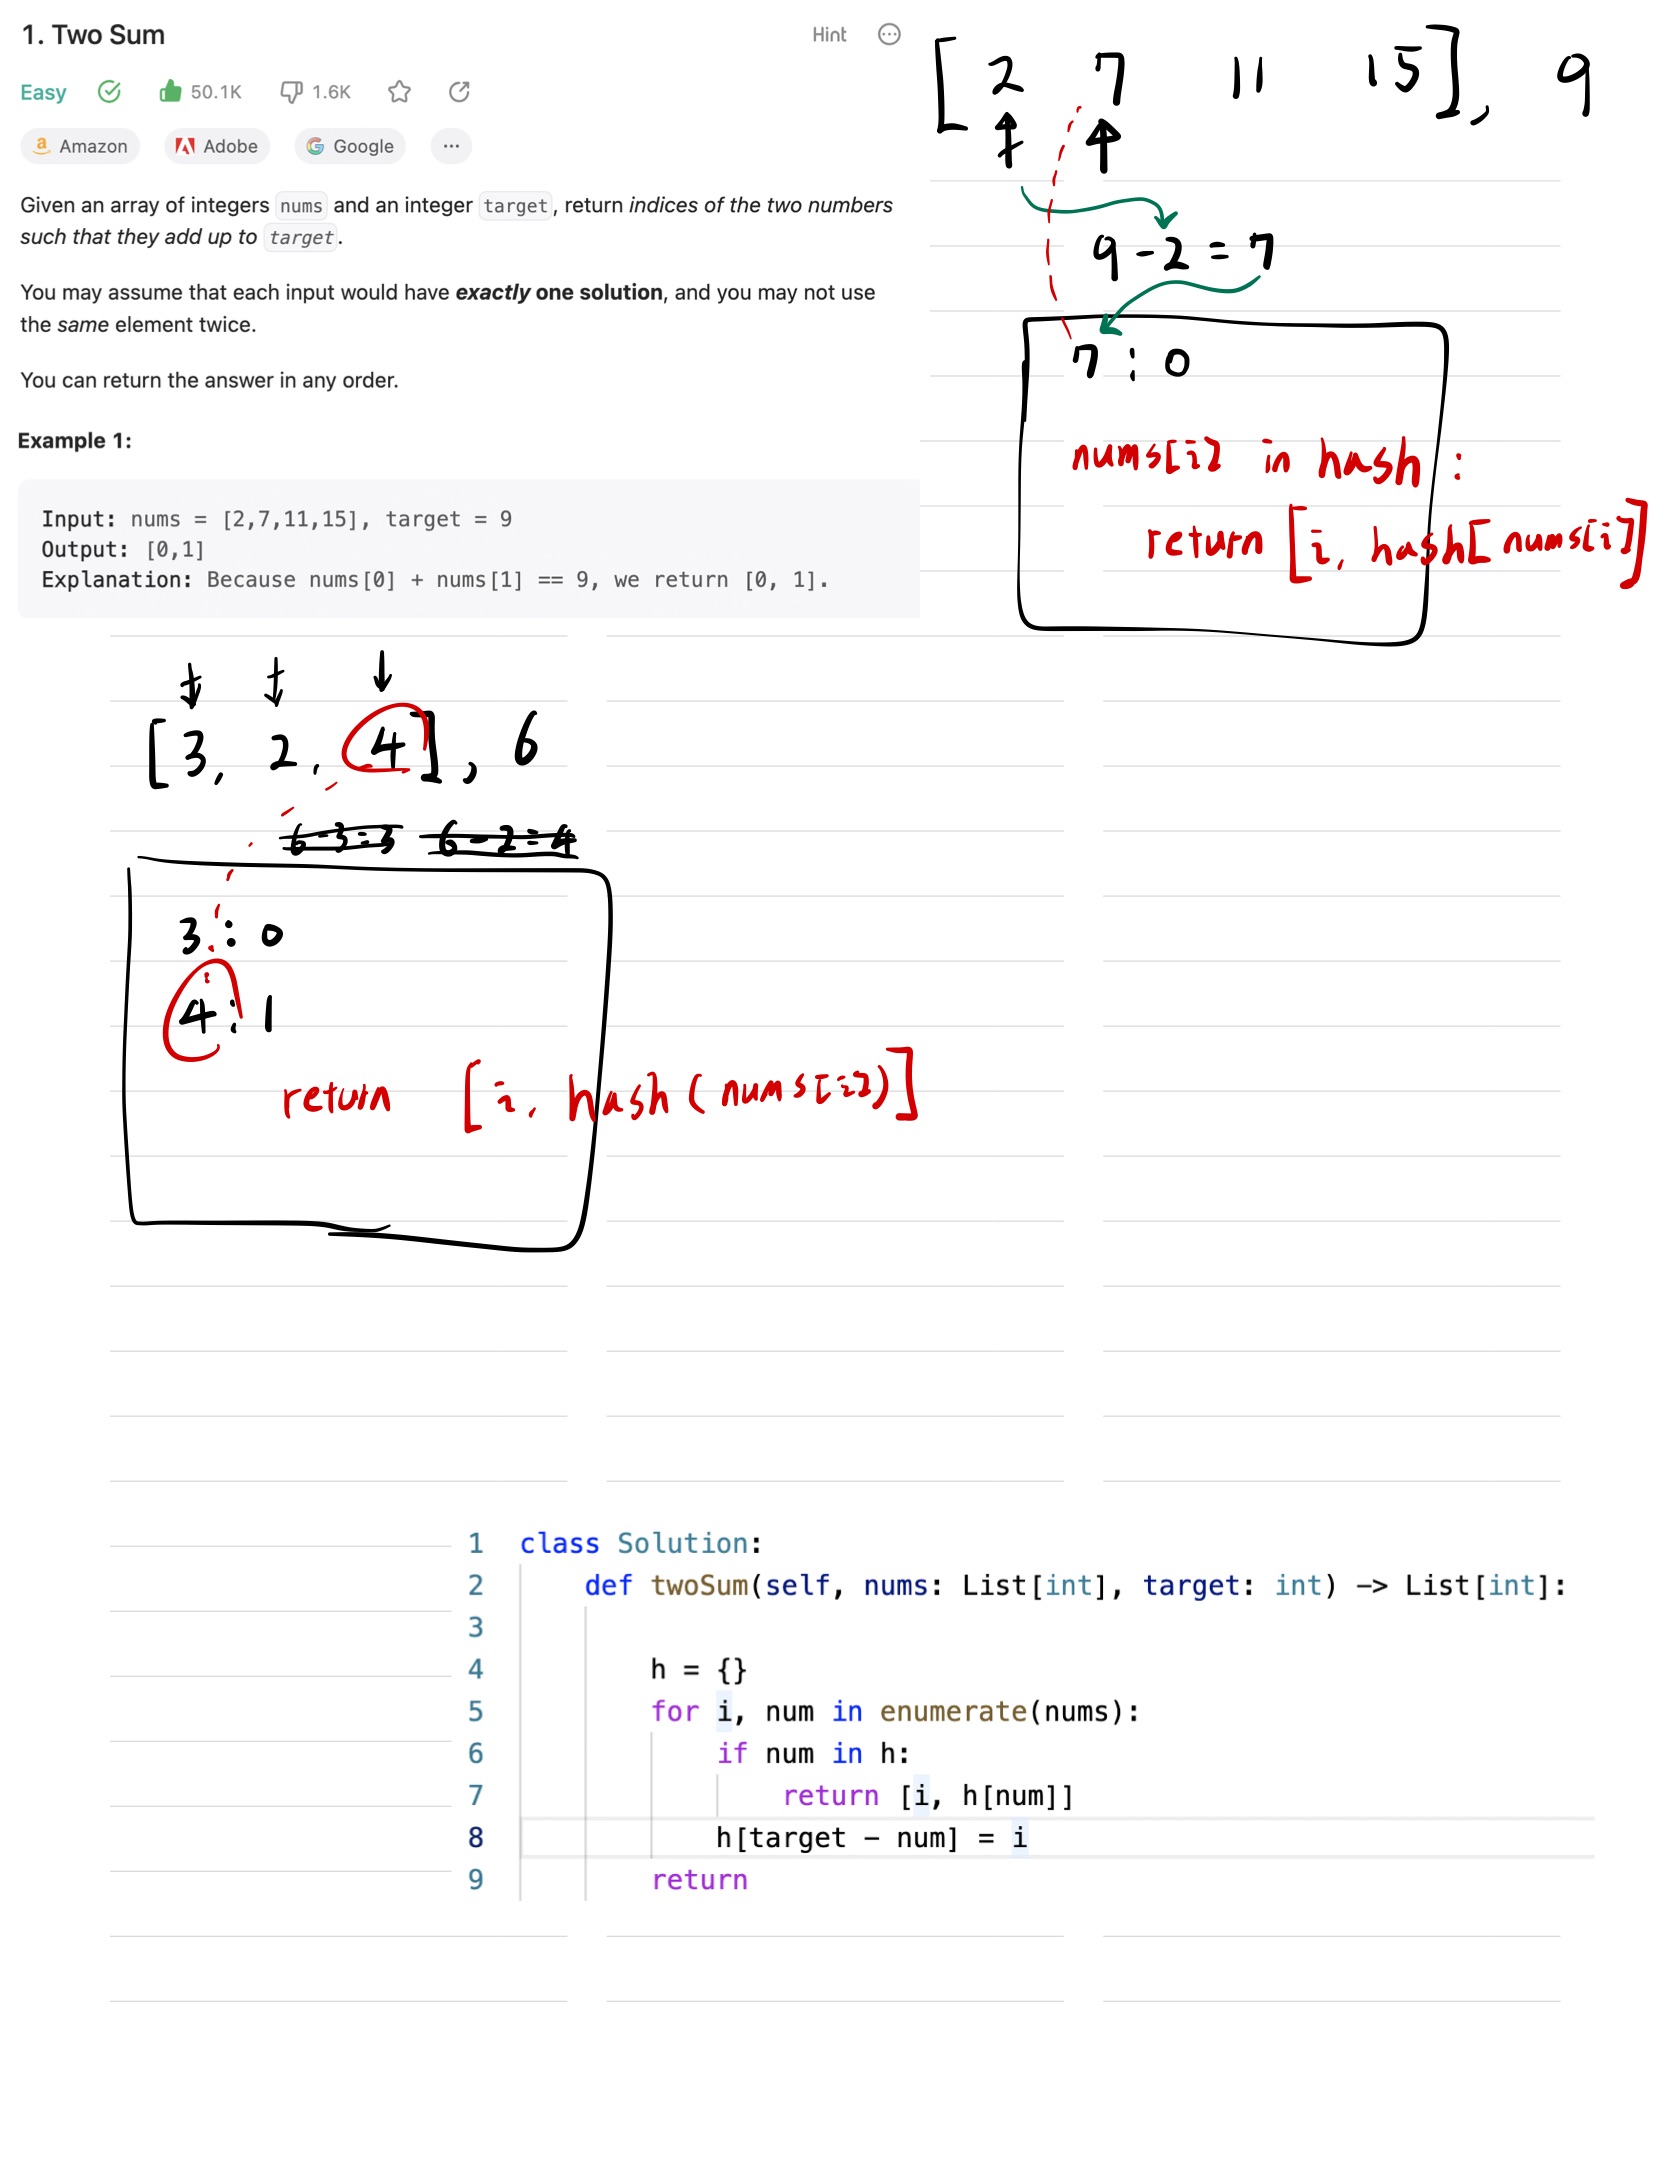 1. Two Sum
Hint
Easy 50.1K 1.6K
Amazon Adobe Google ...
Given an array of integers nums and an integer target, return indices of the two numbers
such that they add up to target.
You may assume that each input would have exactly one solution, and you may not use
the same element twice.
You can return the answer in any order.
Example 1:
Input: nums = [2,7,11,15], target = 9
Output: [0,1]
Explanation: Because nums[0] + nums[1] == 9, we return [0, 1].
[2 7 11 15], 9
9-2=7
7:0
nums[i] in hash:
return [i, hash[nums[i]]
[3, 2, 4], 6
6-3=3 6-2=4
3:0
4:1
return [i, hash(nums[i])]
1 class Solution:
2 def twoSum(self, nums: List[int], target: int) -> List[int]:
3
4 h = {}
5 for i, num in enumerate(nums):
6 if num in h:
7 return [i, h[num]]
8 h[target - num] = i
9 return